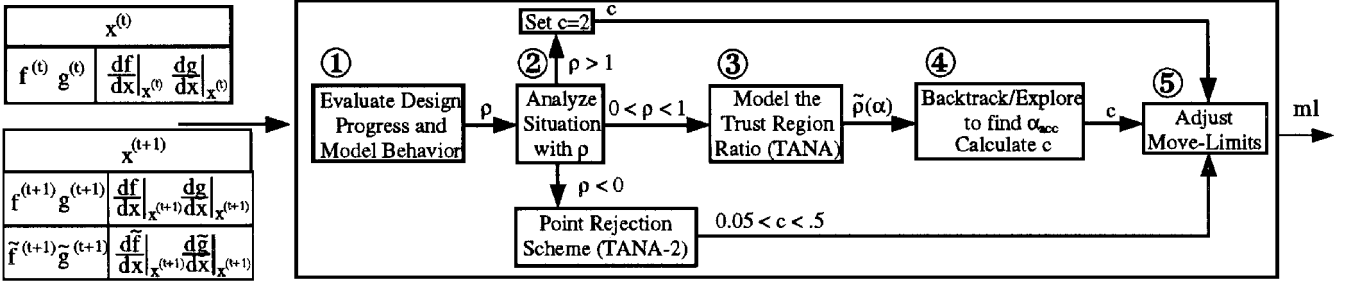 x^(t)
f^(t) g^(t) df/dx|x^(t) dg/dx|x^(t)
x^(t+1)
f^(t+1) g^(t+1) df/dx|x^(t+1) dg/dx|x^(t+1)
f̃^(t+1) g̃^(t+1) df̃/dx|x^(t+1) dg̃/dx|x^(t+1)
①
Evaluate Design
Progress and
Model Behavior
ρ
②
Analyze
Situation
with ρ
ρ > 1
Set c=2
c
0 < ρ < 1
③
Model the
Trust Region
Ratio (TANA)
ρ̃(α)
④
Backtrack/Explore
to find α_acc
Calculate c
c
ρ < 0
Point Rejection
Scheme (TANA-2)
0.05 < c < .5
⑤
Adjust
Move-Limits
ml